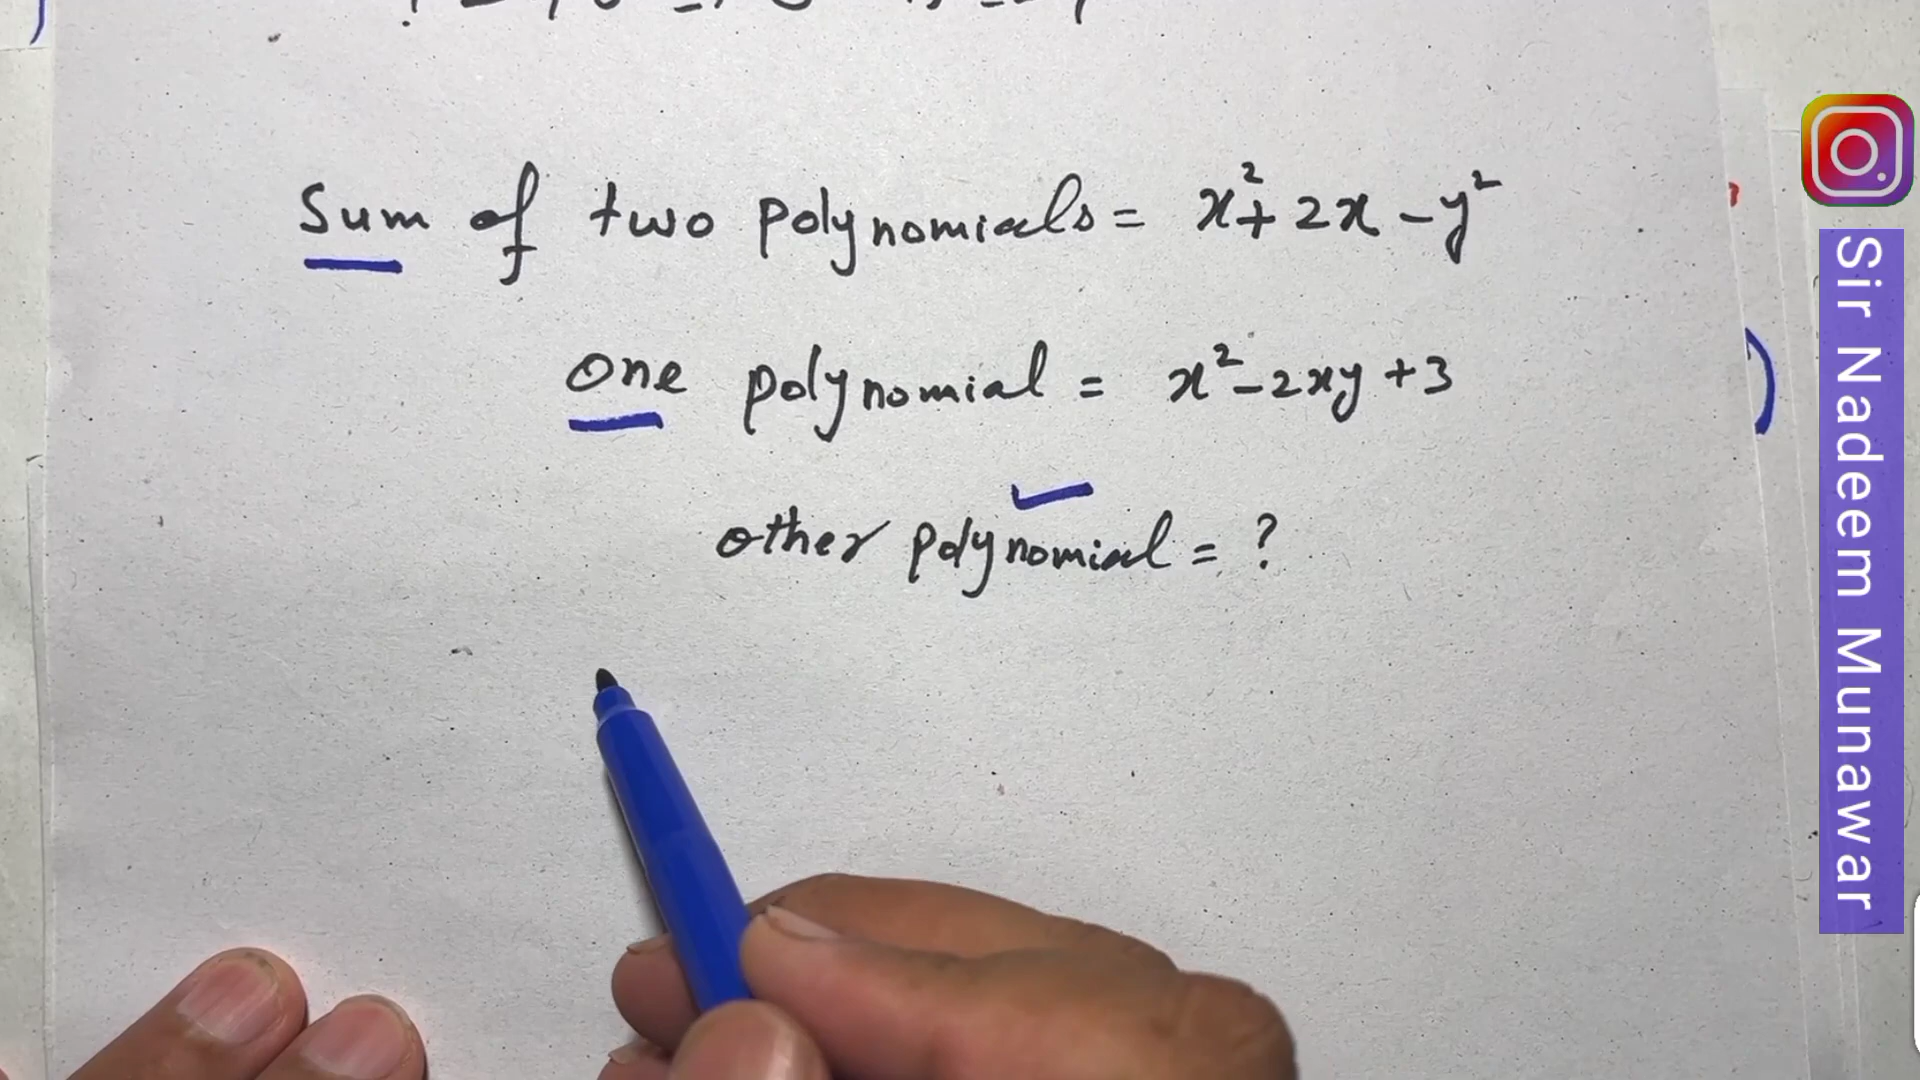 Sum of two polynomials = x² + 2x - y²
One polynomial = x² - 2xy + 3
other polynomial = ?
Sir Nadeem Munawar